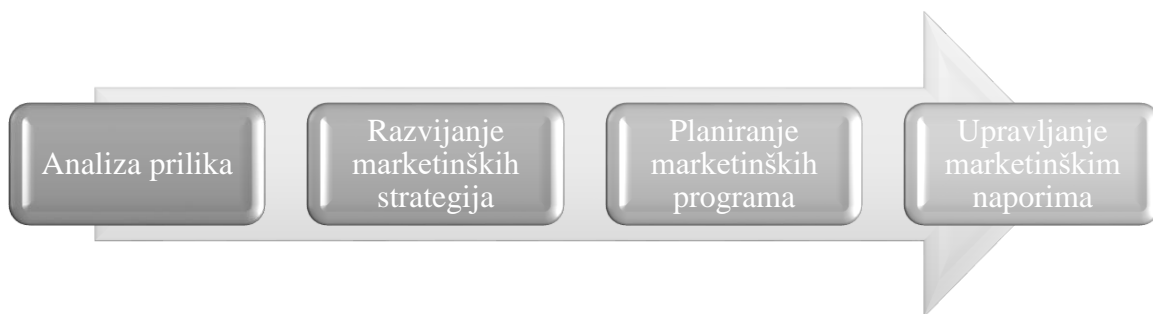 Analiza prilika
Razvijanje
marketinških
strategija
Planiranje
marketinških
programa
Upravljanje
marketinškim
naporima